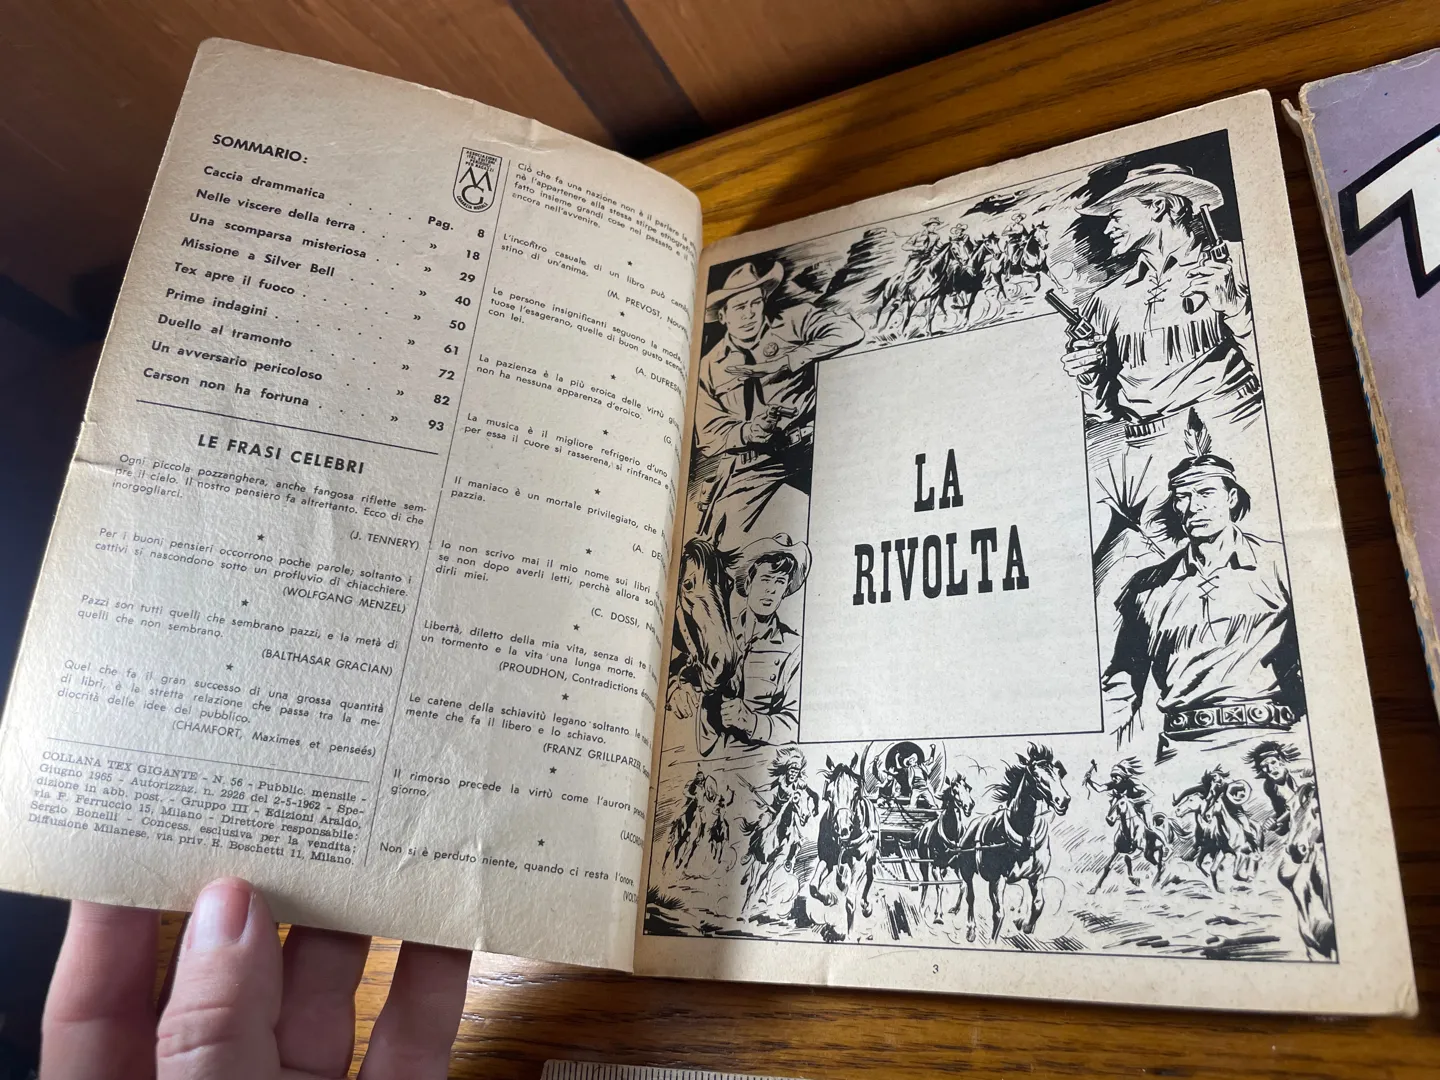 SOMMARIO:
Caccia drammatica . . . . . Pag. 8
Nelle viscere della terra . . . . » 18
Una scomparsa misteriosa . . . . » 29
Missione a Silver Bell . . . . » 40
Tex apre il fuoco . . . . . » 50
Prime indagini . . . . . . » 61
Duello al tramonto . . . . . » 72
Un avversario pericoloso . . . . » 82
Carson non ha fortuna . . . . » 93
LE FRASI CELEBRI
Ogni piccola pozzanghera, anche fangosa riflette sem-
pre il cielo. Il nostro pensiero fa altrettanto. Ecco di che
inorgogliarci.
(J. TENNERY)
★
Per i buoni pensieri occorrono poche parole; soltanto i
cattivi si nascondono sotto un profluvio di chiacchiere.
(WOLFGANG MENZEL)
★
Pazzi son tutti quelli che sembrano pazzi, e la metà di
quelli che non sembrano.
(BALTHASAR GRACIAN)
★
Quel che fa il gran successo di una grossa quantità
di libri, è la stretta relazione che passa tra la me-
diocrità delle idee del pubblico.
(CHAMFORT, Maximes et penseés)
COLLANA TEX GIGANTE - N. 56 - Pubblic. mensile -
Giugno 1965 - Autorizzaz. n. 2926 del 2-5-1962 - Spe-
dizione in abb. post. - Gruppo III - Edizioni Araldo,
via F. Ferruccio 15, Milano - Direttore responsabile:
Sergio Bonelli - Concess. esclusiva per la vendita:
Diffusione Milanese, via priv. E. Boschetti 11, Milano.
MG
GARANZIA MORALE
Ciò che fa una nazione non è il parlare la
nè l'appartenere alla stessa stirpe etnografi
fatto insieme grandi cose nel passato e il
ancora nell'avvenire.
★
L'incontro casuale di un libro può
stino di un'anima.
(M. PREVOST,
★
Le persone insignificanti seguono la moda,
tuose l'esagerano, quelle di buon gusto
con lei.
(A.
★
La pazienza è la più eroica delle virtù
non ha nessuna apparenza d'eroico.
(G.
★
La musica è il migliore refrigerio d'uno
per essa il cuore si rasserena, si rinfranca e
★
Il maniaco è un mortale privilegiato, che
pazzia.
(A.
★
Io non scrivo mai il mio nome sui libri
se non dopo averli letti, perchè allora
dirli miei.
(C. DOSSI,
★
Libertà, diletto della mia vita, senza di te
un tormento e la vita una lunga morte.
(PROUDHON, Contradictions
★
Le catene della schiavitù legano soltanto le
mente che fa il libero e lo schiavo.
(FRANZ GRILLPARZER,
★
Il rimorso precede la virtù come l'aurora
giorno.
★
Non si è perduto niente, quando ci resta l'onore.
LA
RIVOLTA
3